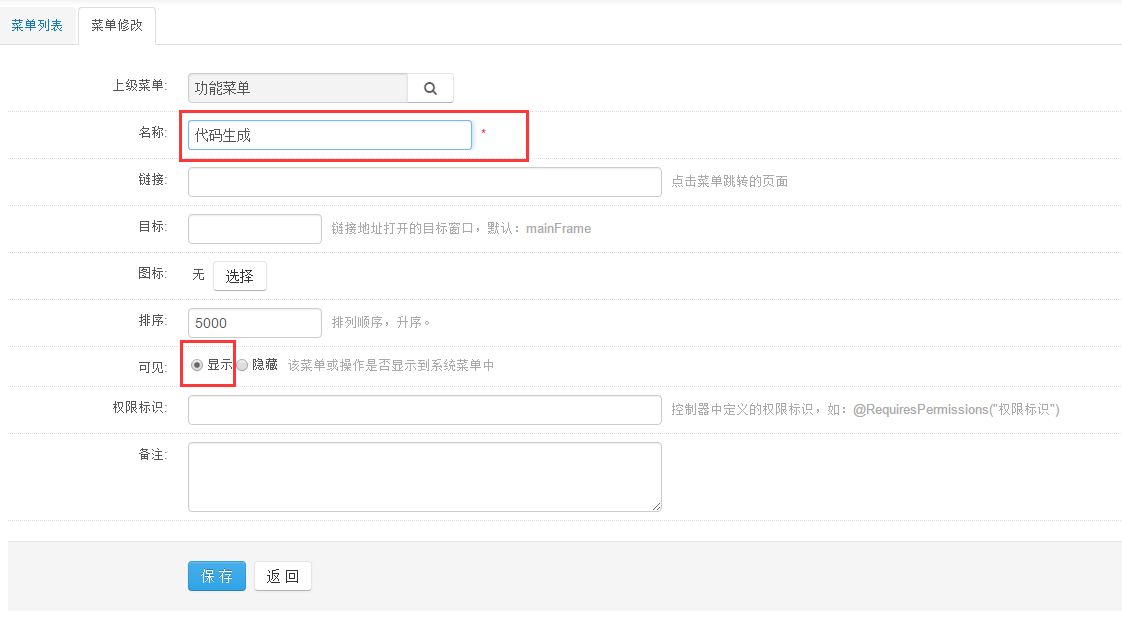 菜单列表 菜单修改
上级菜单: 功能菜单
名称: 代码生成 *
链接: 点击菜单跳转的页面
目标: 链接地址打开的目标窗口，默认：mainFrame
图标: 无 选择
排序: 5000 排列顺序，升序。
可见: 显示 隐藏 该菜单或操作是否显示到系统菜单中
权限标识: 控制器中定义的权限标识，如：@RequiresPermissions("权限标识")
备注:
保 存 返 回